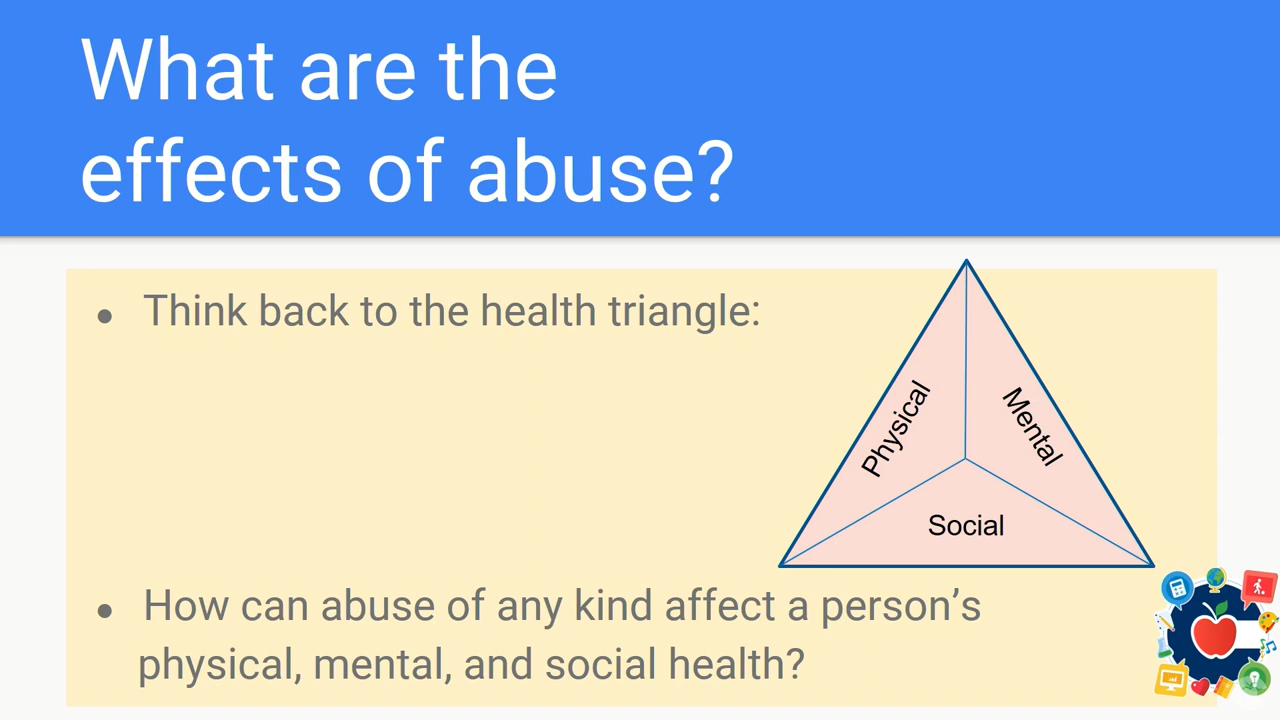 What are the
effects of abuse?
● Think back to the health triangle:
Physical
Mental
Social
● How can abuse of any kind affect a person’s
physical, mental, and social health?